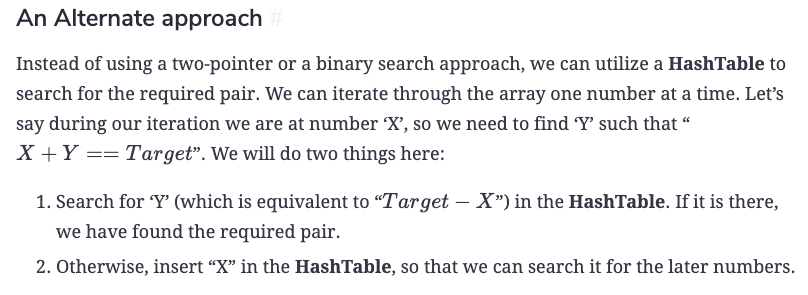 An Alternate approach #
Instead of using a two-pointer or a binary search approach, we can utilize a HashTable to
search for the required pair. We can iterate through the array one number at a time. Let’s
say during our iteration we are at number ‘X’, so we need to find ‘Y’ such that “
X + Y == Target”. We will do two things here:
1. Search for ‘Y’ (which is equivalent to “Target − X”) in the HashTable. If it is there,
we have found the required pair.
2. Otherwise, insert “X” in the HashTable, so that we can search it for the later numbers.